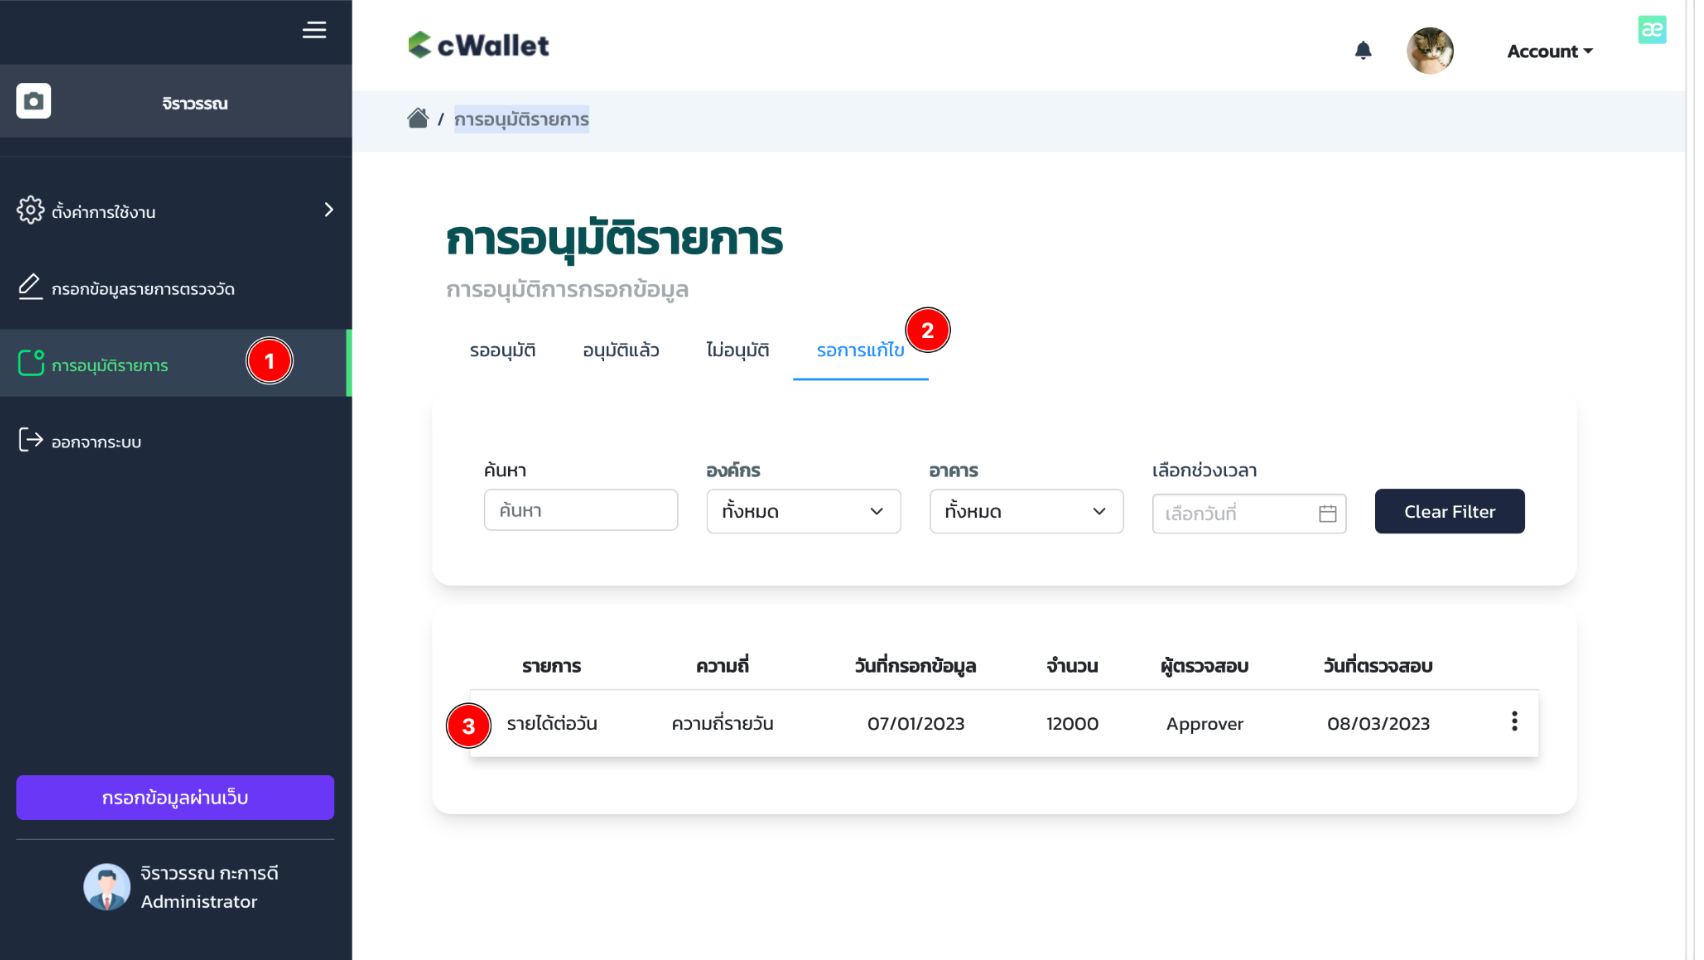 cWallet
Account
æ
จิราวรรณ
/ การอนุมัติรายการ
ตั้งค่าการใช้งาน
กรอกข้อมูลรายการตรวจวัด
การอนุมัติรายการ
1
ออกจากระบบ
กรอกข้อมูลผ่านเว็บ
จิราวรรณ กะการดี
Administrator
การอนุมัติรายการ
การอนุมัติการกรอกข้อมูล
รออนุมัติ อนุมัติแล้ว ไม่อนุมัติ รอการแก้ไข 2
ค้นหา องค์กร อาคาร เลือกช่วงเวลา
ค้นหา ทั้งหมด ทั้งหมด เลือกวันที่ Clear Filter
รายการ ความถี่ วันที่กรอกข้อมูล จำนวน ผู้ตรวจสอบ วันที่ตรวจสอบ
3 รายได้ต่อวัน ความถี่รายวัน 07/01/2023 12000 Approver 08/03/2023